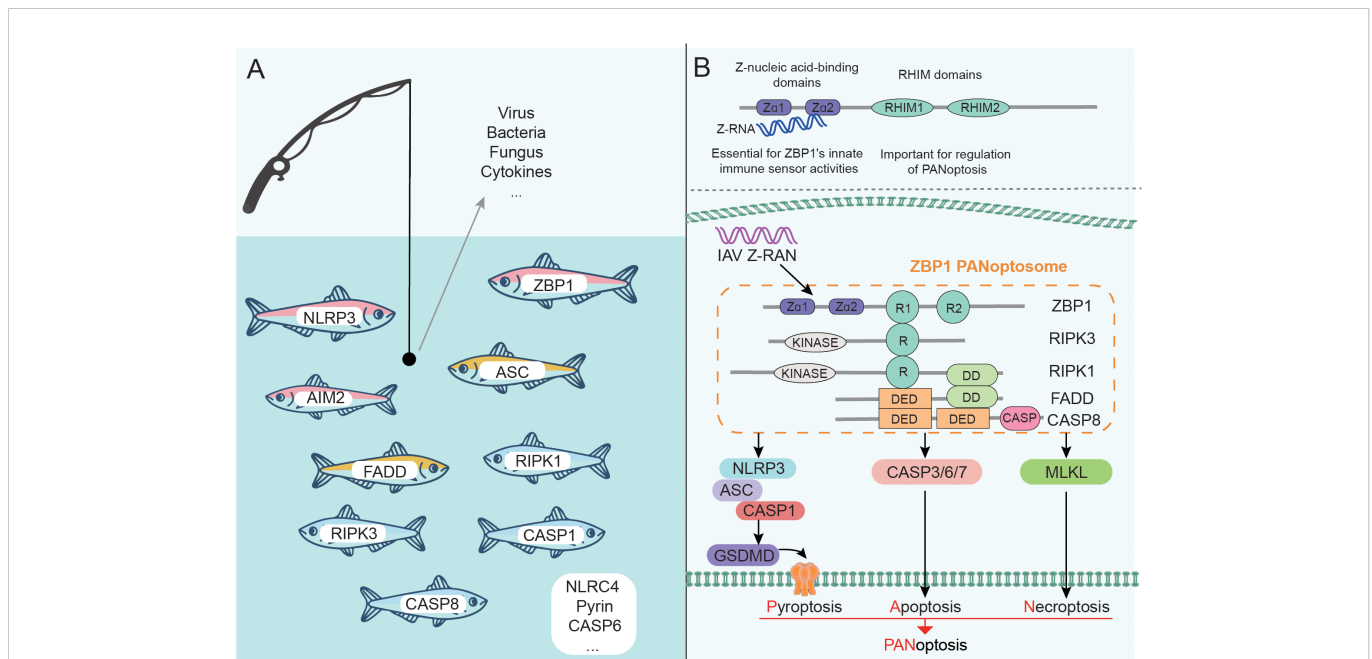 A
Virus
Bacteria
Fungus
Cytokines
...
ZBP1
NLRP3
ASC
AIM2
RIPK1
FADD
RIPK3
CASP1
CASP8
NLRC4
Pyrin
CASP6
...
B
Z-nucleic acid-binding
domains
RHIM domains
Zα1
Zα2
RHIM1
RHIM2
Z-RNA
Essential for ZBP1's innate
immune sensor activities
Important for regulation
of PANoptosis
IAV Z-RAN
ZBP1 PANoptosome
Zα1
Zα2
R1
R2
ZBP1
KINASE
R
RIPK3
KINASE
R
DD
RIPK1
DED
DD
FADD
DED
DED
CASP
CASP8
NLRP3
ASC
CASP1
GSDMD
CASP3/6/7
MLKL
Pyroptosis
Apoptosis
Necroptosis
PANoptosis